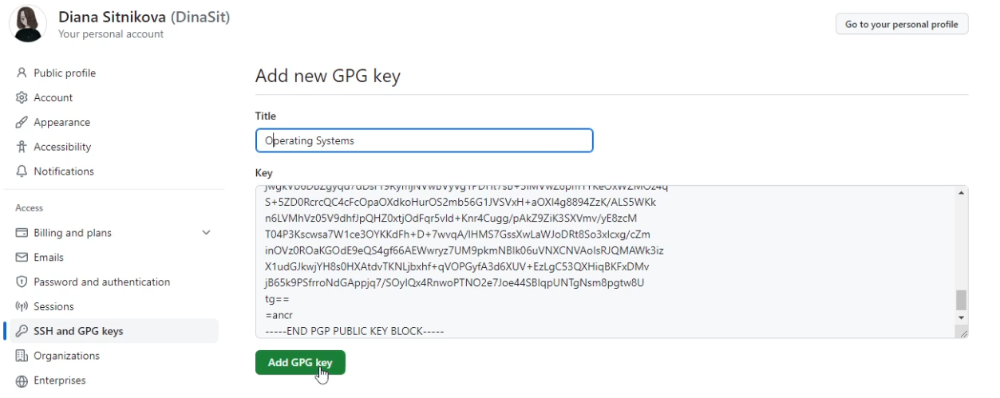 Diana Sitnikova (DinaSit)
Your personal account
Go to your personal profile
Public profile
Account
Appearance
Accessibility
Notifications
Access
Billing and plans
Emails
Password and authentication
Sessions
SSH and GPG keys
Organizations
Enterprises
Add new GPG key
Title
Operating Systems
Key
S+5ZD0RcrcQC4cFcOpaOXdkoHurOS2mb56G1JVSVxH+aOXl4g8894ZzK/ALS5WKk
n6LVMhVz05V9dhfJpQHZ0xtjOdFqr5vld+Knr4Cugg/pAkZ9ZiK3SXVmv/yE8zcM
T04P3Kscwsa7W1ce3OYKKdFh+D+7wvqA/IHMS7GssXwLaWJoDRt8So3xlcxg/cZm
inOVz0ROaKGOdE9eQS4gf66AEWwryz7UM9pkmNBIk06uVNXCNVAolsRJQMAWk3iz
X1udGJkwjYH8s0HXAtdvTKNLjbxhf+qVOPGyfA3d6XUV+EzLgC53QXHiqBKFxDMv
jB65k9PSfrroNdGAppjq7/SOyIQx4RnwoPTNO2e7Joe44SBlqpUNTgNsm8pgtw8U
tg==
=ancr
-----END PGP PUBLIC KEY BLOCK-----
Add GPG key